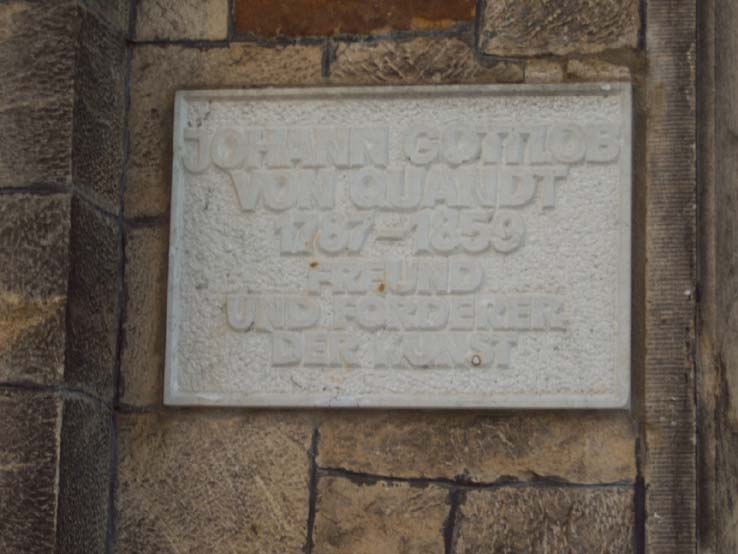 JOHANN GOTTLOB
VON QUANDT
1787-1859
FREUND
UND FÖRDERER
DER KUNST